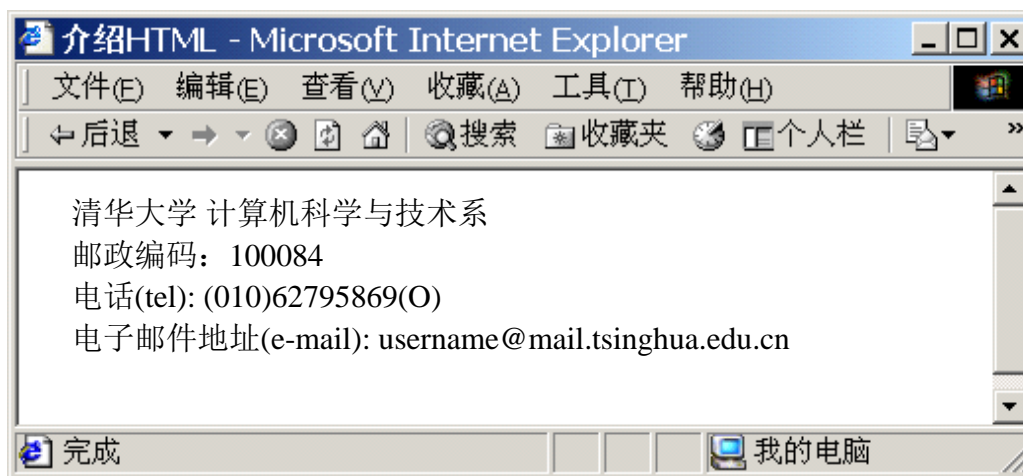 介绍HTML - Microsoft Internet Explorer
文件(F) 编辑(E) 查看(V) 收藏(A) 工具(T) 帮助(H)
后退 搜索 收藏夹 个人栏 »
清华大学 计算机科学与技术系
邮政编码：100084
电话(tel): (010)62795869(O)
电子邮件地址(e-mail): username@mail.tsinghua.edu.cn
完成 我的电脑